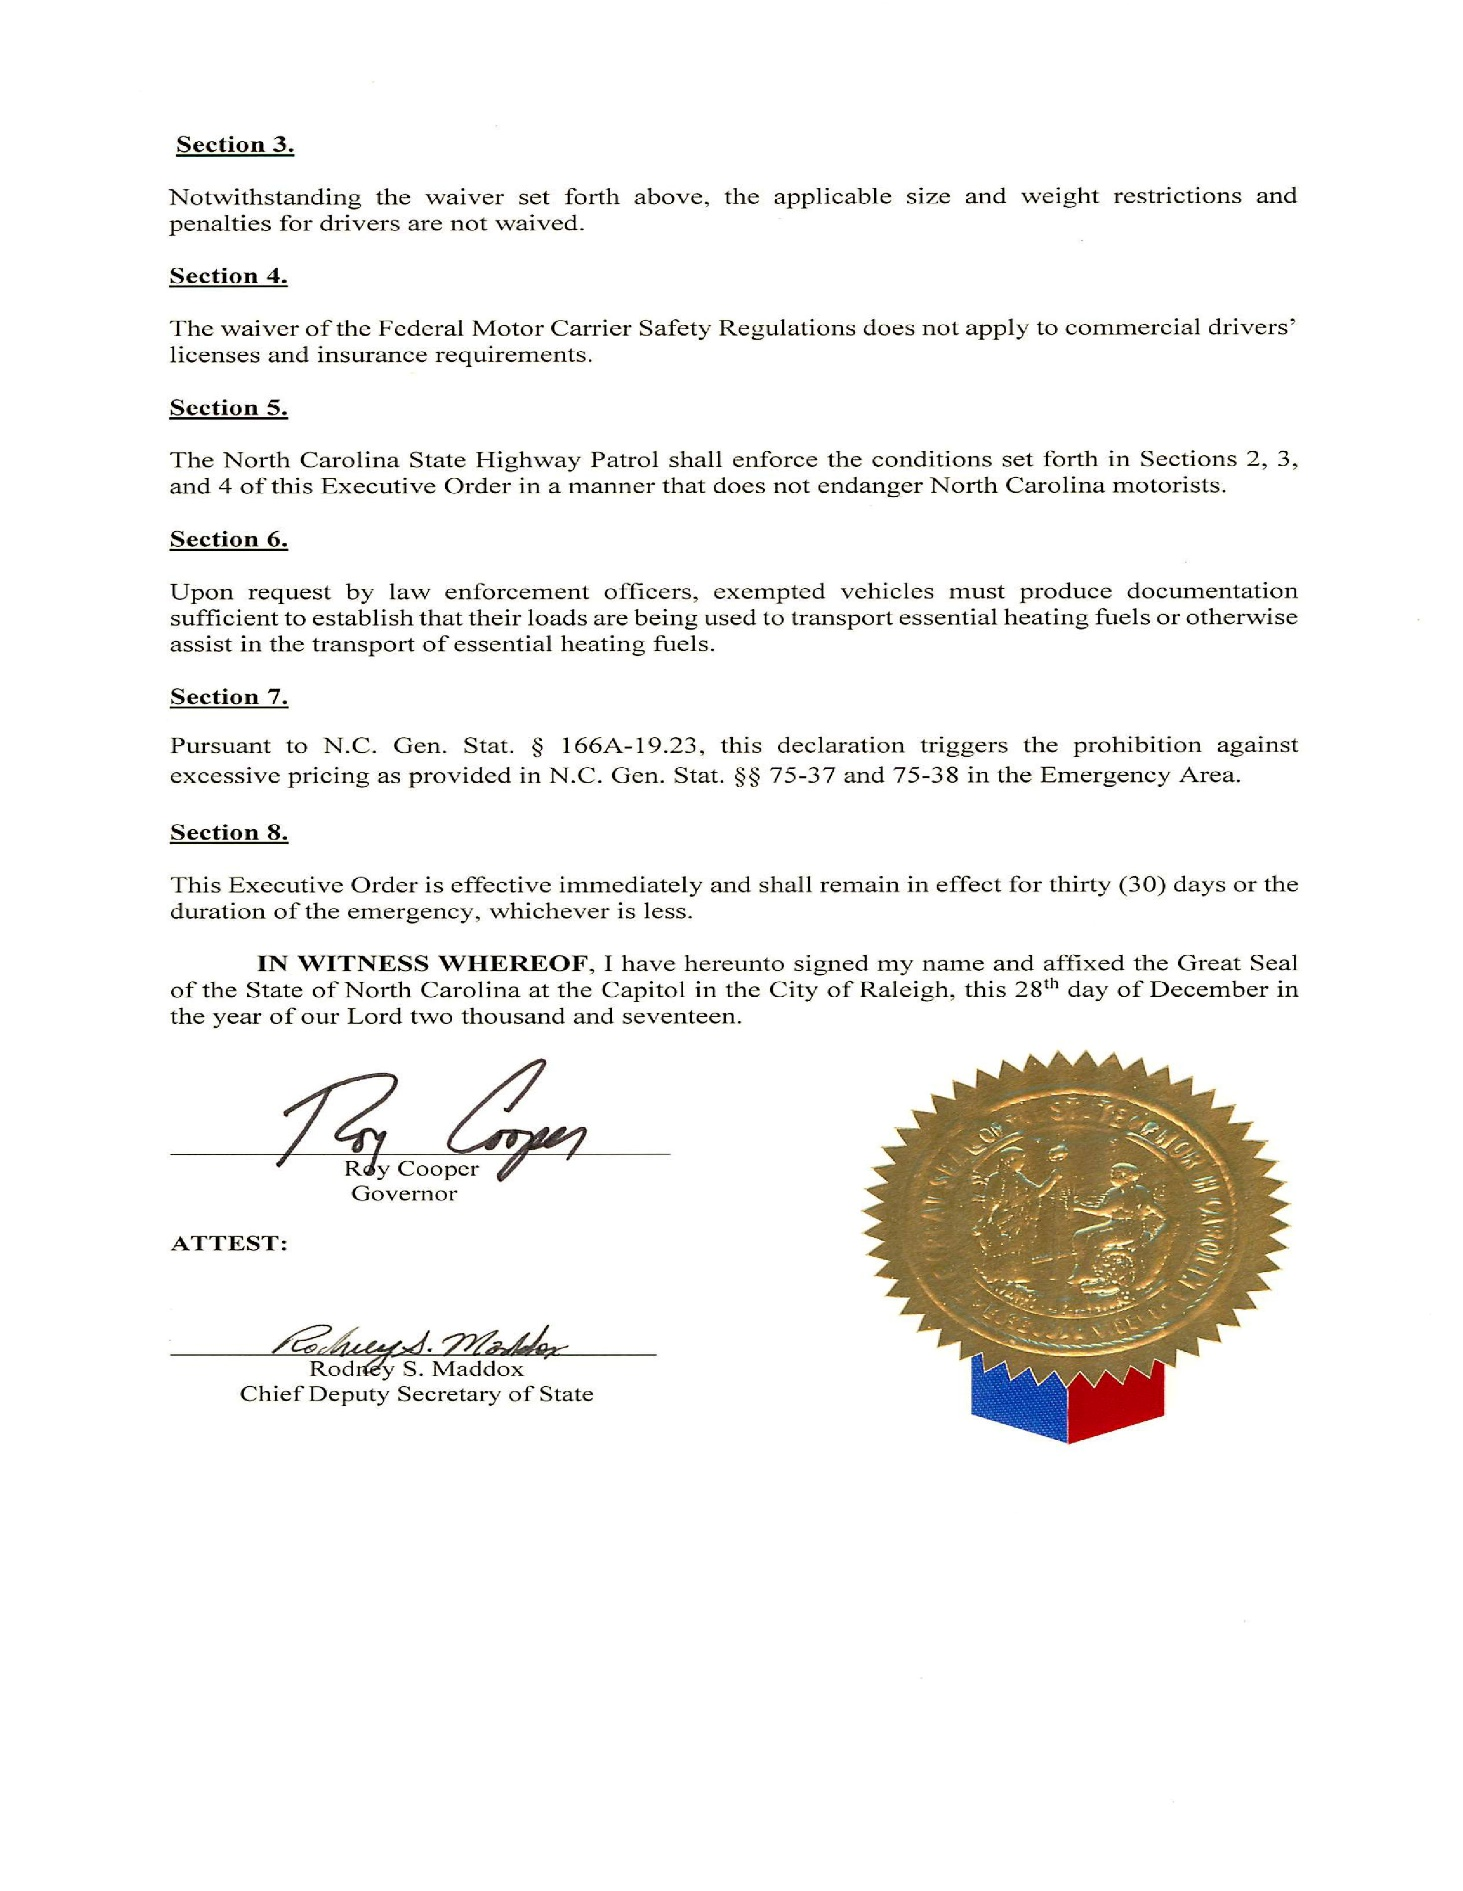 Section 3.
Notwithstanding the waiver set forth above, the applicable size and weight restrictions and
penalties for drivers are not waived.
Section 4.
The waiver of the Federal Motor Carrier Safety Regulations does not apply to commercial drivers’
licenses and insurance requirements.
Section 5.
The North Carolina State Highway Patrol shall enforce the conditions set forth in Sections 2, 3,
and 4 of this Executive Order in a manner that does not endanger North Carolina motorists.
Section 6.
Upon request by law enforcement officers, exempted vehicles must produce documentation
sufficient to establish that their loads are being used to transport essential heating fuels or otherwise
assist in the transport of essential heating fuels.
Section 7.
Pursuant to N.C. Gen. Stat. § 166A-19.23, this declaration triggers the prohibition against
excessive pricing as provided in N.C. Gen. Stat. §§ 75-37 and 75-38 in the Emergency Area.
Section 8.
This Executive Order is effective immediately and shall remain in effect for thirty (30) days or the
duration of the emergency, whichever is less.
IN WITNESS WHEREOF, I have hereunto signed my name and affixed the Great Seal
of the State of North Carolina at the Capitol in the City of Raleigh, this 28th day of December in
the year of our Lord two thousand and seventeen.
Roy Cooper
Roy Cooper
Governor
ATTEST:
Rodney S. Maddox
Rodney S. Maddox
Chief Deputy Secretary of State